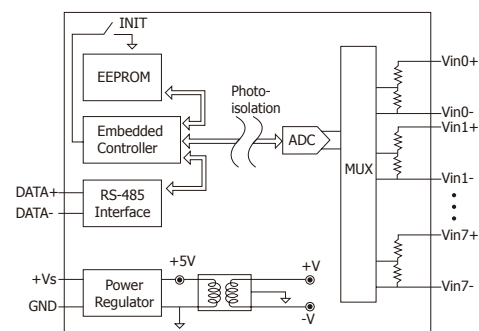 INIT
EEPROM
Photo-
isolation
Embedded
Controller
ADC
MUX
Vin0+
Vin0-
Vin1+
Vin1-
DATA+
DATA-
RS-485
Interface
Vin7+
Vin7-
+Vs
GND
Power
Regulator
+5V
+V
-V